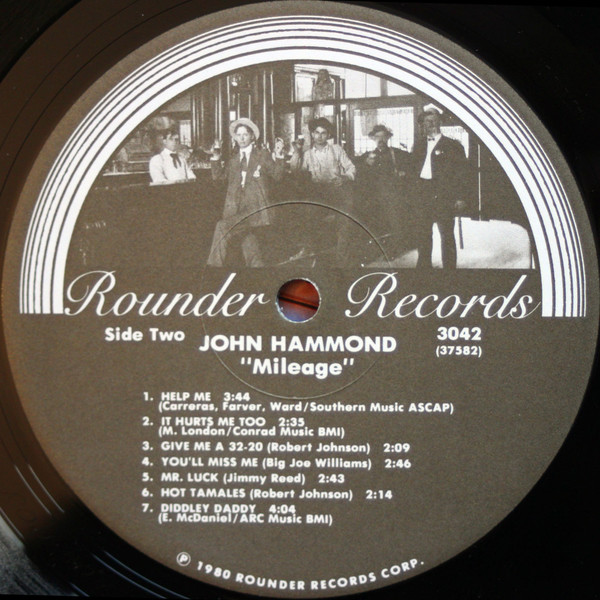 Rounder Records
Side Two
JOHN HAMMOND
3042
"Mileage"
(37582)
1. HELP ME 3:44
(Carreras, Farver, Ward/Southern Music ASCAP)
2. IT HURTS ME TOO 2:35
(M. London/Conrad Music BMI)
3. GIVE ME A 32-20 (Robert Johnson) 2:09
4. YOU'LL MISS ME (Big Joe Williams) 2:46
5. MR. LUCK (Jimmy Reed) 2:43
6. HOT TAMALES (Robert Johnson) 2:14
7. DIDDLEY DADDY 4:04
(E. McDaniel/ARC Music BMI)
℗ 1980 ROUNDER RECORDS CORP.